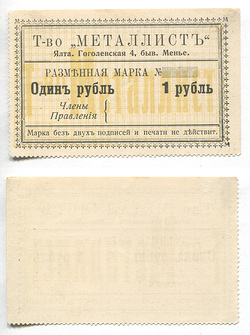 Т-во „МЕТАЛЛИСТЪ“
Ялта. Гоголевская 4, быв. Менье.
РАЗМѢННАЯ МАРКА №
Одинъ рубль 1 рубль
Члены
Правленія
Марка безъ двухъ подписей и печати не дѣйствит.